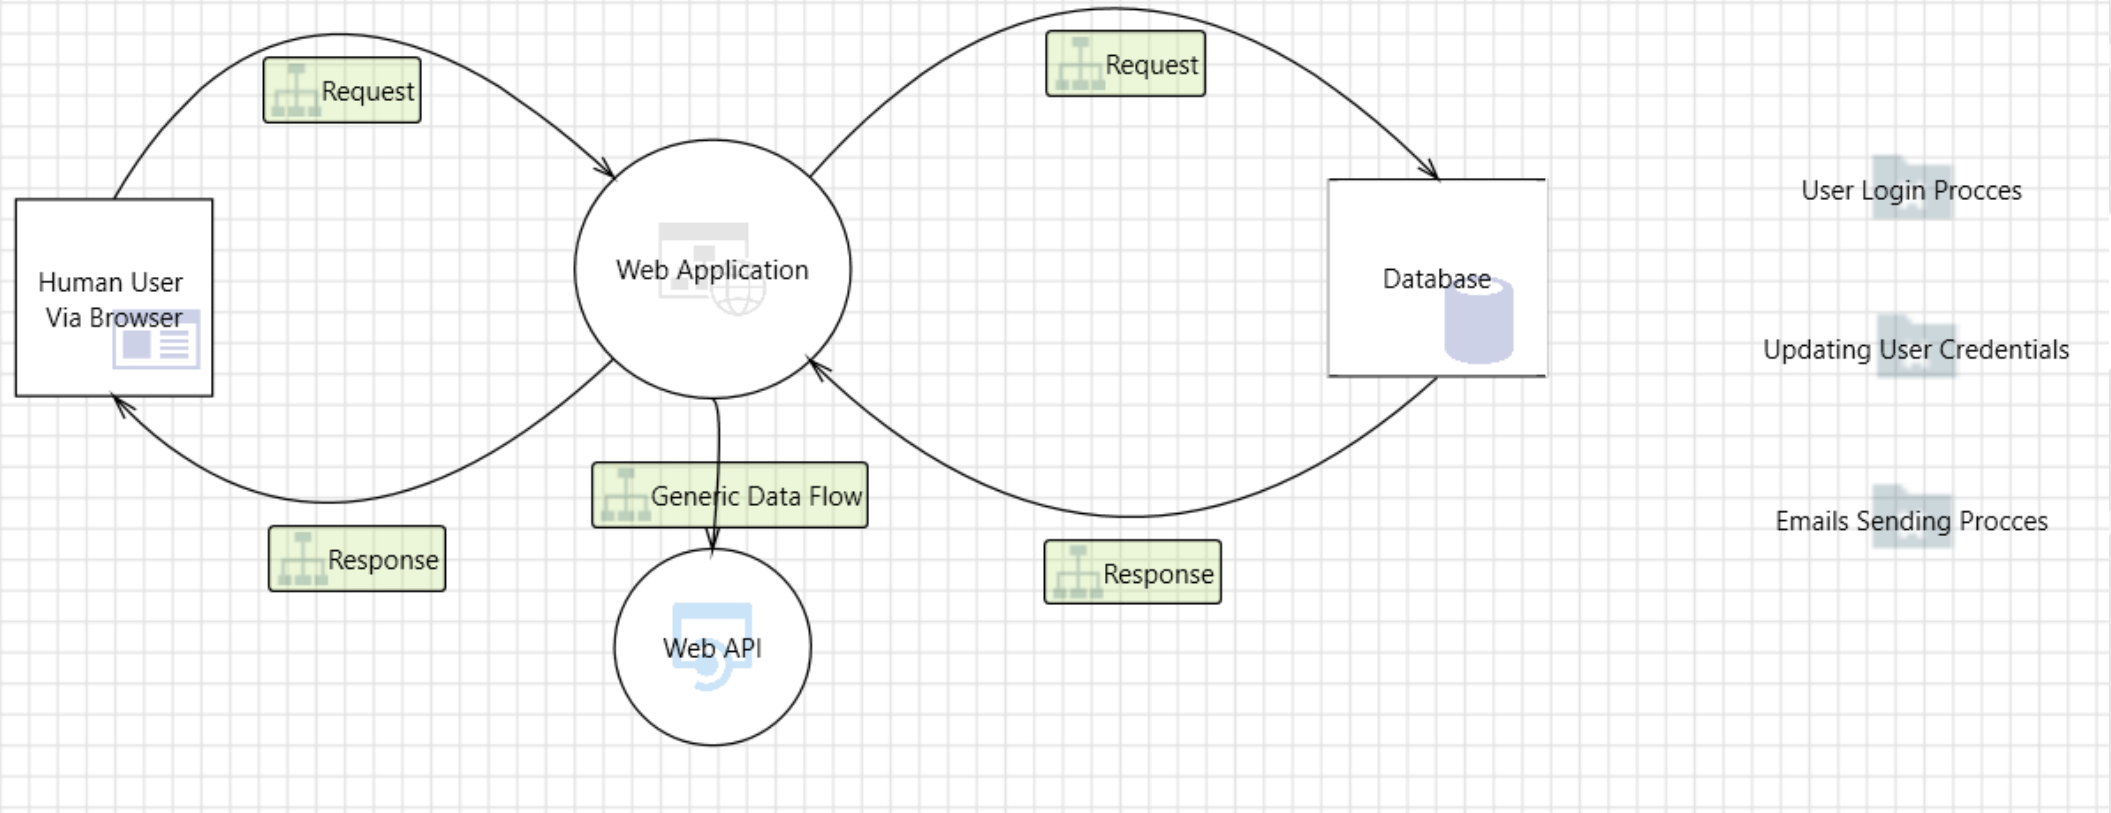 Request
Request
Human User
Via Browser
Web Application
Database
User Login Procces
Updating User Credentials
Generic Data Flow
Emails Sending Procces
Response
Response
Web API